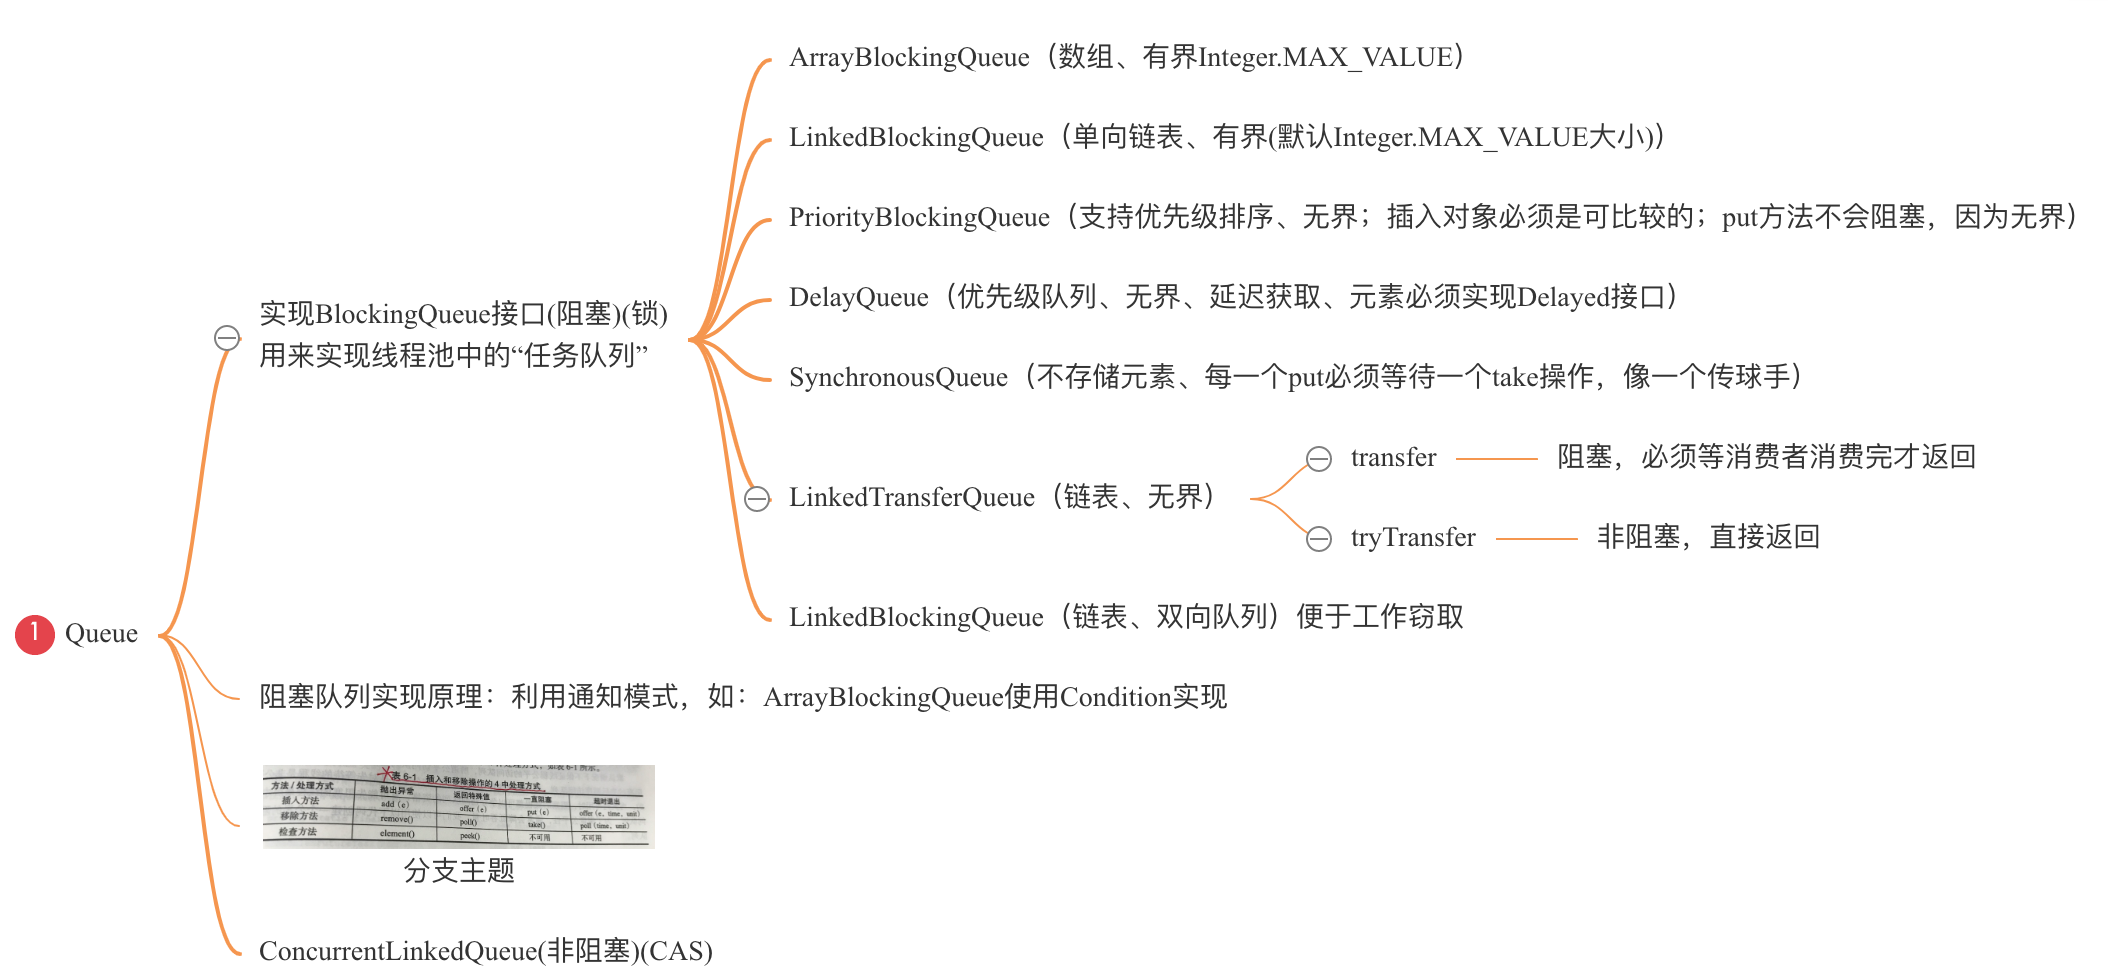 ArrayBlockingQueue（数组、有界Integer.MAX_VALUE）
LinkedBlockingQueue（单向链表、有界(默认Integer.MAX_VALUE大小)）
PriorityBlockingQueue（支持优先级排序、无界；插入对象必须是可比较的；put方法不会阻塞，因为无界）
DelayQueue（优先级队列、无界、延迟获取、元素必须实现Delayed接口）
实现BlockingQueue接口(阻塞)(锁)
用来实现线程池中的“任务队列”
SynchronousQueue（不存储元素、每一个put必须等待一个take操作，像一个传球手）
transfer 阻塞，必须等消费者消费完才返回
LinkedTransferQueue（链表、无界）
tryTransfer 非阻塞，直接返回
LinkedBlockingQueue（链表、双向队列）便于工作窃取
1 Queue
阻塞队列实现原理：利用通知模式，如：ArrayBlockingQueue使用Condition实现
表 6-1 插入和移除操作的 4 中处理方式
方法 / 处理方式 抛出异常 返回特殊值 一直阻塞 超时退出
插入方法 add（e） offer（e） put（e） offer（e, time, unit）
移除方法 remove() poll() take() poll（time, unit）
检查方法 element() peek() 不可用 不可用
分支主题
ConcurrentLinkedQueue(非阻塞)(CAS)